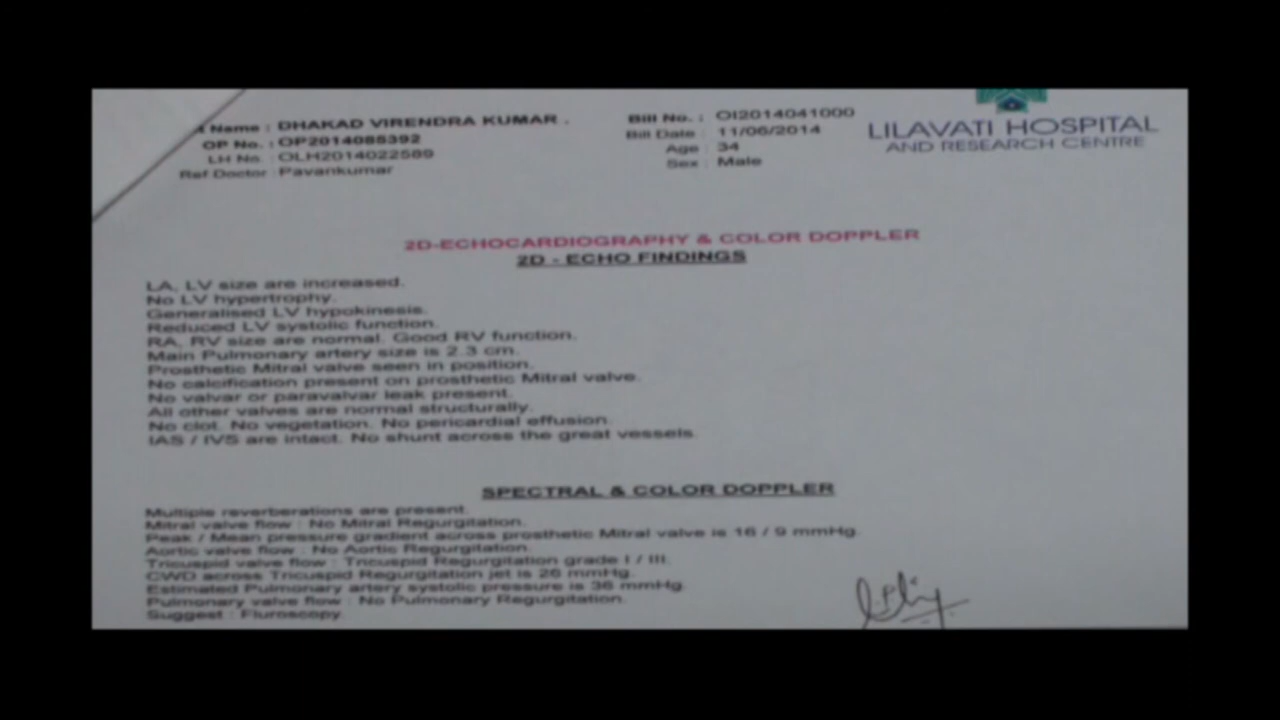 Name : DHAKAD VIRENDRA KUMAR .
OP No. : OP2014085392
LH No. : OLH2014022589
Ref Doctor : Pavankumar
Bill No. : OI2014041000
Bill Date : 11/06/2014
Age : 34
Sex : Male
LILAVATI HOSPITAL
AND RESEARCH CENTRE
2D-ECHOCARDIOGRAPHY & COLOR DOPPLER
2D - ECHO FINDINGS
LA, LV size are increased.
No LV hypertrophy.
Generalised LV hypokinesis.
Reduced LV systolic function.
RA, RV size are normal. Good RV function.
Main Pulmonary artery size is 2.3 cm.
Prosthetic Mitral valve seen in position.
No calcification present on prosthetic Mitral valve.
No valvar or paravalvar leak present.
All other valves are normal structurally.
No clot. No vegetation. No pericardial effusion.
IAS / IVS are intact. No shunt across the great vessels.
SPECTRAL & COLOR DOPPLER
Multiple reverberations are present.
Mitral valve flow : No Mitral Regurgitation.
Peak / Mean pressure gradient across prosthetic Mitral valve is 16 / 9 mmHg.
Aortic valve flow : No Aortic Regurgitation.
Tricuspid valve flow : Tricuspid Regurgitation grade I / III.
CWD across Tricuspid Regurgitation jet is 26 mmHg.
Estimated Pulmonary artery systolic pressure is 36 mmHg.
Pulmonary valve flow : No Pulmonary Regurgitation.
Suggest : Fluroscopy.